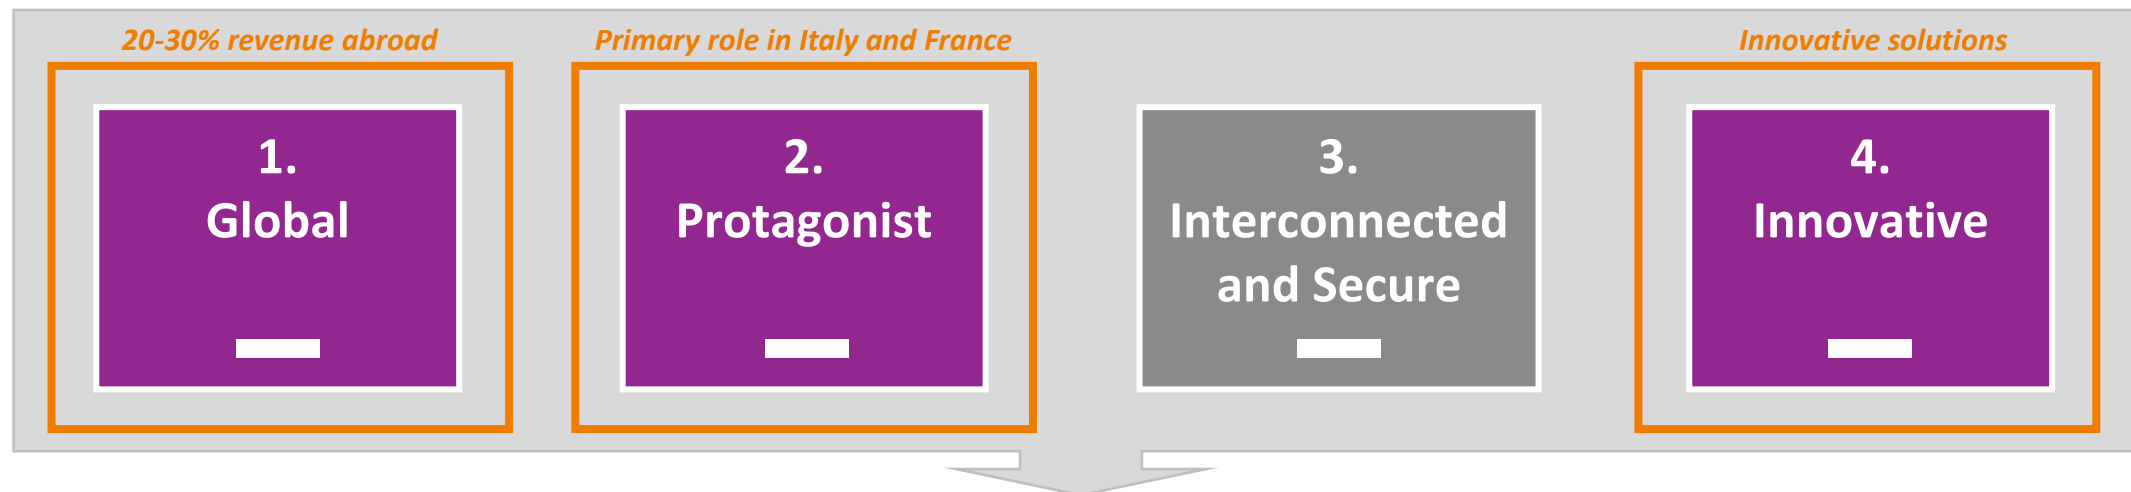 20-30% revenue abroad
Primary role in Italy and France
Innovative solutions
1.
Global
2.
Protagonist
3.
Interconnected
and Secure
4.
Innovative